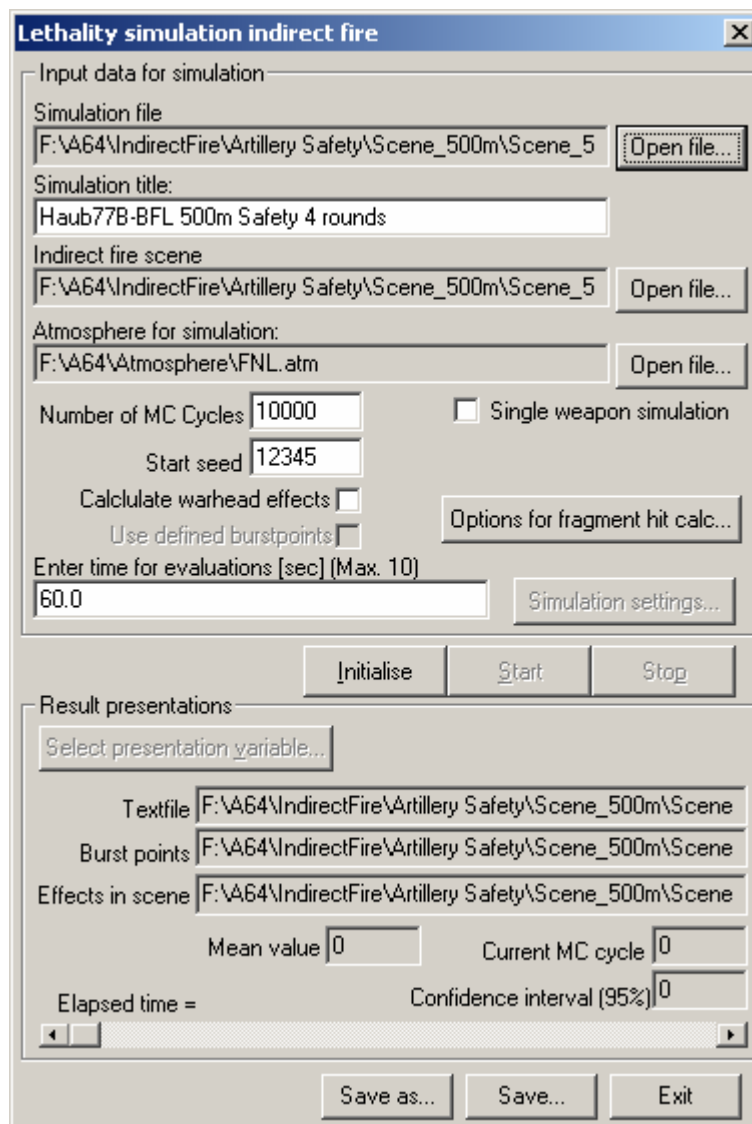 Lethality simulation indirect fire
Input data for simulation
Simulation file
F:\A64\IndirectFire\Artillery Safety\Scene_500m\Scene_5 Open file...
Simulation title:
Haub77B-BFL 500m Safety 4 rounds
Indirect fire scene
F:\A64\IndirectFire\Artillery Safety\Scene_500m\Scene_5 Open file...
Atmosphere for simulation:
F:\A64\Atmosphere\FNL.atm Open file...
Number of MC Cycles 10000 Single weapon simulation
Start seed 12345
Calclulate warhead effects
Use defined burstpoints Options for fragment hit calc...
Enter time for evaluations [sec] (Max. 10)
60.0 Simulation settings...
Initialise Start Stop
Result presentations
Select presentation variable...
Textfile F:\A64\IndirectFire\Artillery Safety\Scene_500m\Scene
Burst points F:\A64\IndirectFire\Artillery Safety\Scene_500m\Scene
Effects in scene F:\A64\IndirectFire\Artillery Safety\Scene_500m\Scene
Mean value 0 Current MC cycle 0
Elapsed time = Confidence interval (95%) 0
Save as... Save... Exit